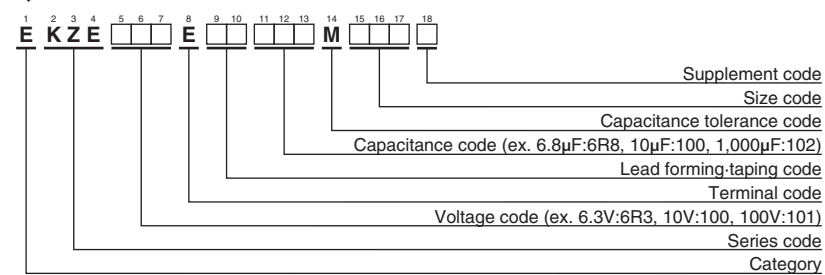 1 2 3 4 5 6 7 8 9 10 11 12 13 14 15 16 17 18
E K Z E E M
Supplement code
Size code
Capacitance tolerance code
Capacitance code (ex. 6.8μF:6R8, 10μF:100, 1,000μF:102)
Lead forming·taping code
Terminal code
Voltage code (ex. 6.3V:6R3, 10V:100, 100V:101)
Series code
Category